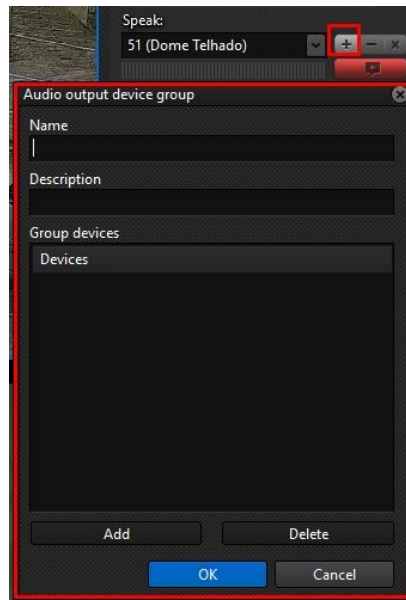 Speak:
51 (Dome Telhado)
Audio output device group
Name
Description
Group devices
Devices
Add Delete
OK Cancel